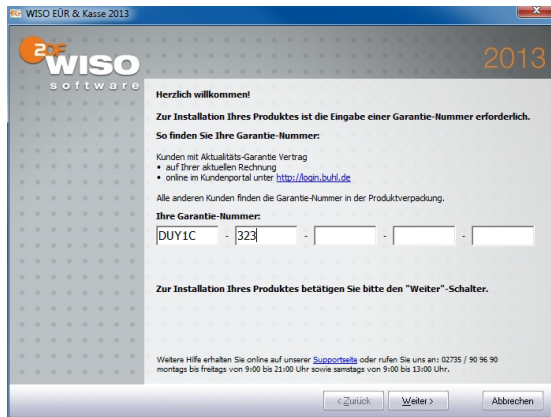 WISO EÜR & Kasse 2013
2DF
WISO
software
2013
Herzlich willkommen!
Zur Installation Ihres Produktes ist die Eingabe einer Garantie-Nummer erforderlich.
So finden Sie Ihre Garantie-Nummer:
Kunden mit Aktualitäts-Garantie Vertrag
• auf Ihrer aktuellen Rechnung
• online im Kundenportal unter http://login.buhl.de
Alle anderen Kunden finden die Garantie-Nummer in der Produktverpackung.
Ihre Garantie-Nummer:
DUY1C - 323 - - -
Zur Installation Ihres Produktes betätigen Sie bitte den "Weiter"-Schalter.
Weitere Hilfe erhalten Sie online auf unserer Supportseite oder rufen Sie uns an: 02735 / 90 96 90
montags bis freitags von 9:00 bis 21:00 Uhr sowie samstags von 9:00 bis 13:00 Uhr.
< Zurück Weiter > Abbrechen